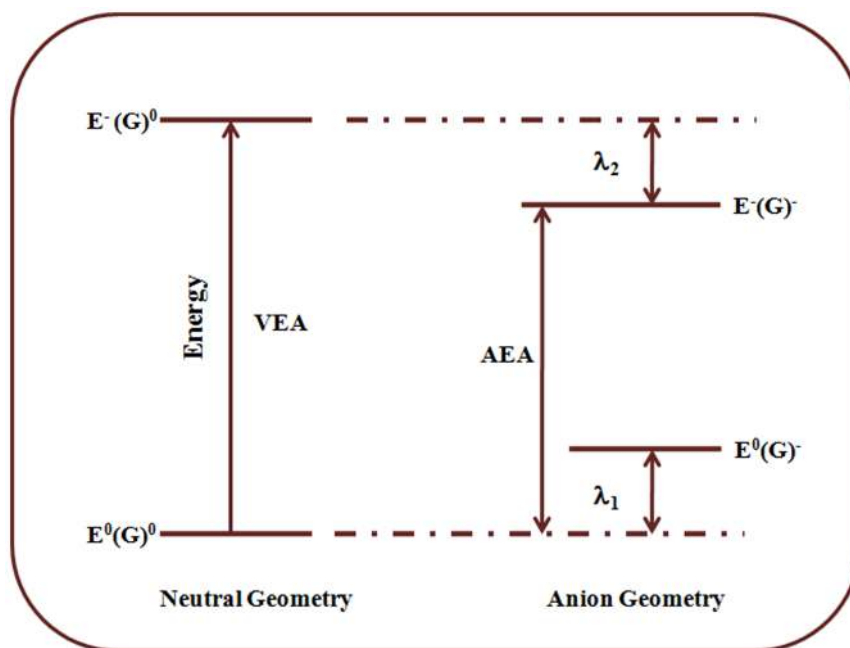 E⁻(G)⁰
λ₂
E⁻(G)⁻
Energy
VEA
AEA
E⁰(G)⁻
λ₁
E⁰(G)⁰
Neutral Geometry
Anion Geometry